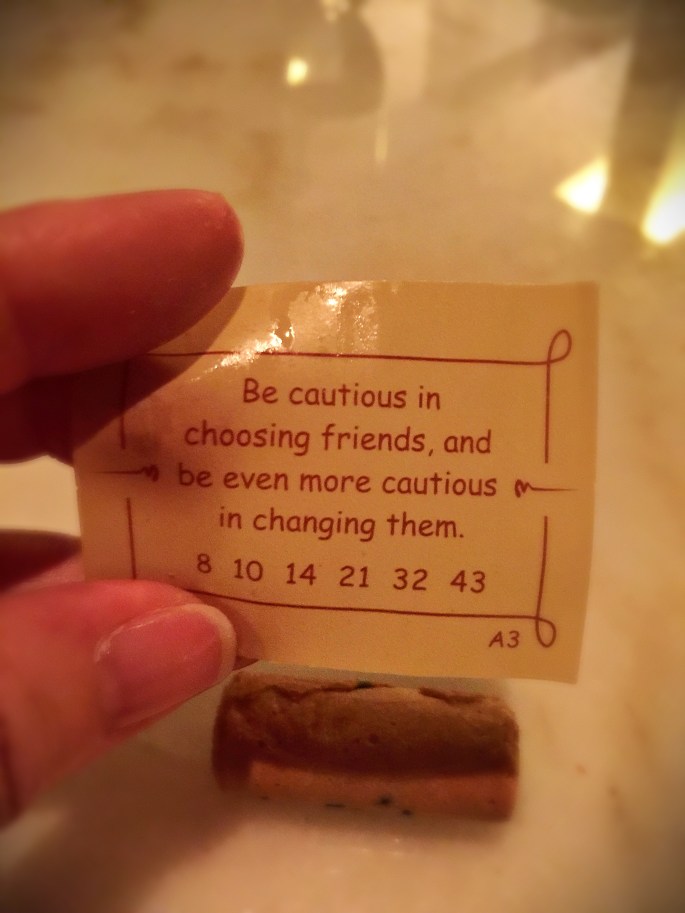 Be cautious in
choosing friends, and
be even more cautious
in changing them.
8 10 14 21 32 43
A3